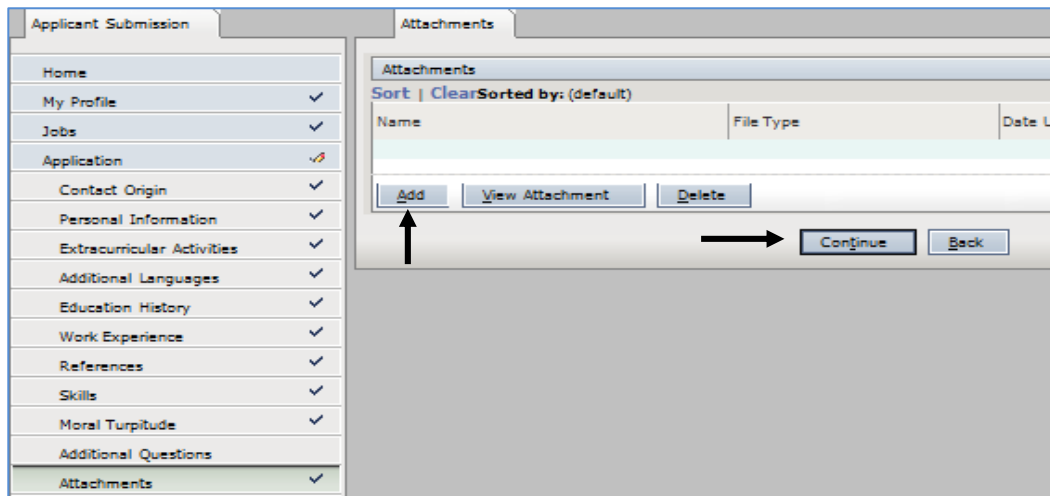 Applicant Submission
Home
My Profile
Jobs
Application
Contact Origin
Personal Information
Extracurricular Activities
Additional Languages
Education History
Work Experience
References
Skills
Moral Turpitude
Additional Questions
Attachments
Attachments
Attachments
Sort | ClearSorted by: (default)
Name File Type Date U
Add View Attachment Delete
Continue Back